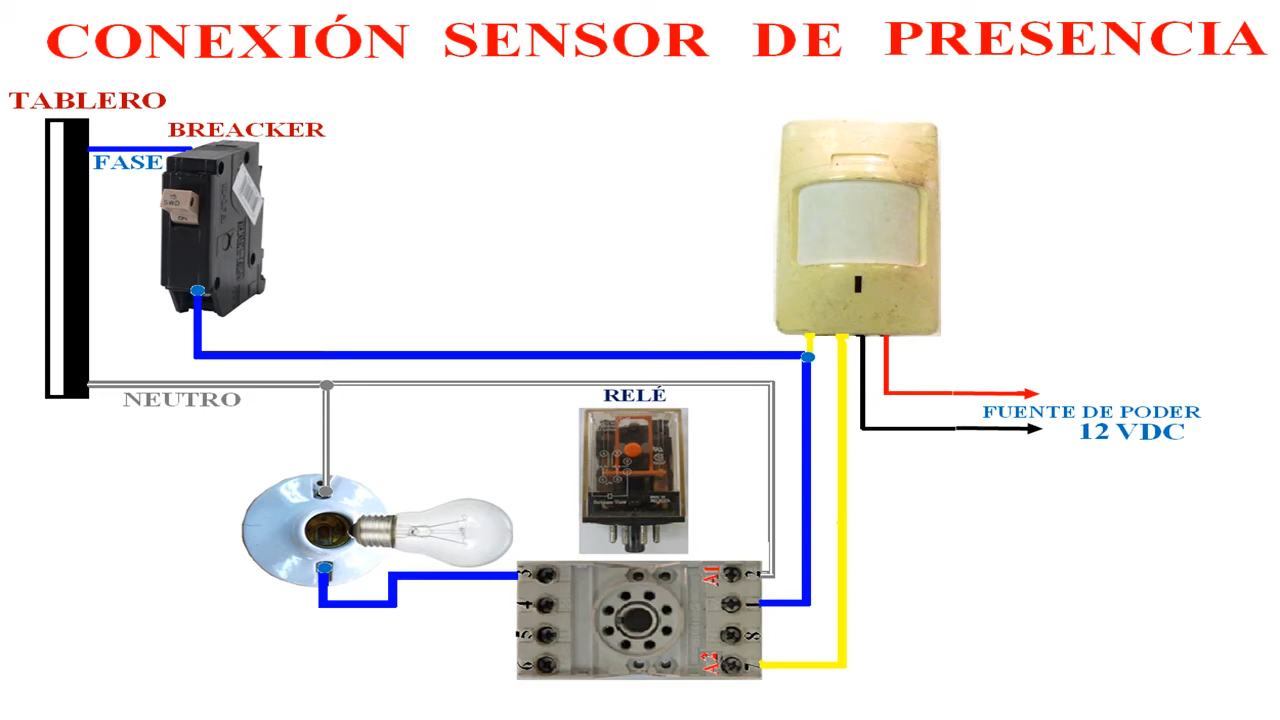 CONEXIÓN SENSOR DE PRESENCIA
TABLERO
BREACKER
FASE
NEUTRO
RELÉ
FUENTE DE PODER
12 VDC
3
4
5
6
A1
2
1
8
A2
7